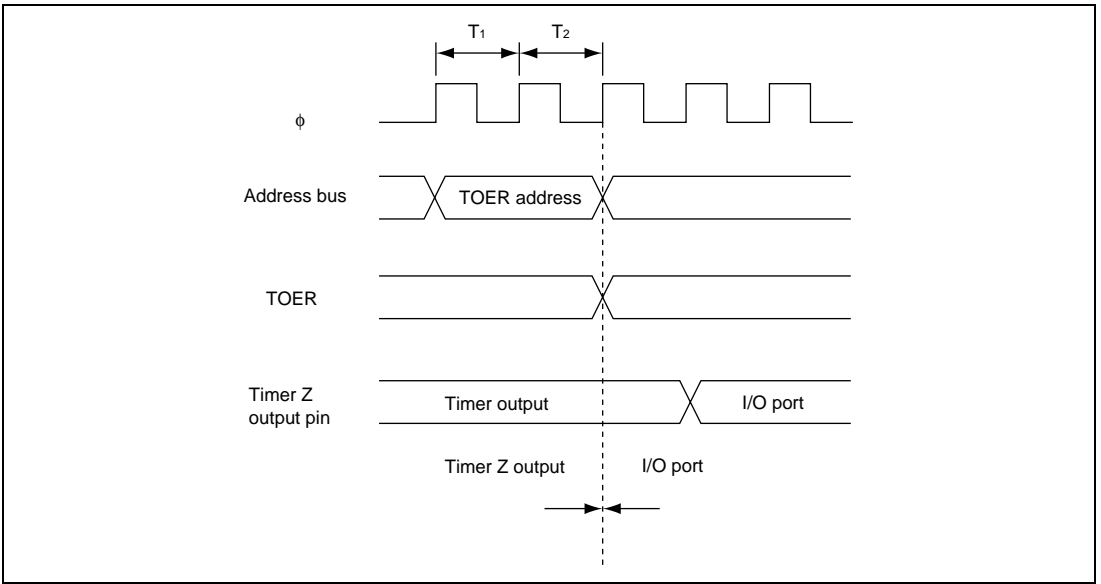 T1 T2
ϕ
Address bus TOER address
TOER
Timer Z
output pin
Timer output I/O port
Timer Z output I/O port